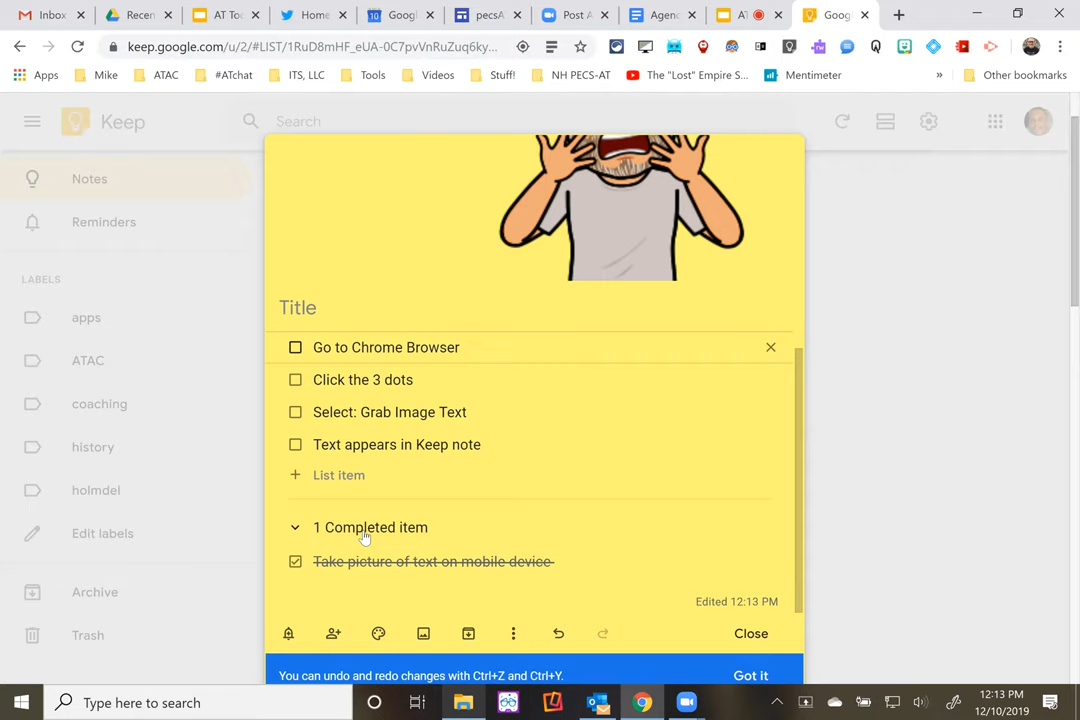 Inbox
Recen
AT Too
Home
10 Googl
pecsA
Post A
Agend
AT
Googl
keep.google.com/u/2/#LIST/1RuD8mHF_eUA-0C7pvVnRuZuq6ky...
Apps
Mike
ATAC
#ATchat
ITS, LLC
Tools
Videos
Stuff!
NH PECS-AT
The "Lost" Empire S...
Mentimeter
»
Other bookmarks
Keep
Search
Notes
Reminders
LABELS
apps
ATAC
coaching
history
holmdel
Edit labels
Archive
Trash
Title
Go to Chrome Browser
Click the 3 dots
Select: Grab Image Text
Text appears in Keep note
+ List item
1 Completed item
Take picture of text on mobile device
Edited 12:13 PM
Close
You can undo and redo changes with Ctrl+Z and Ctrl+Y.
Got it
Type here to search
12:13 PM
12/10/2019